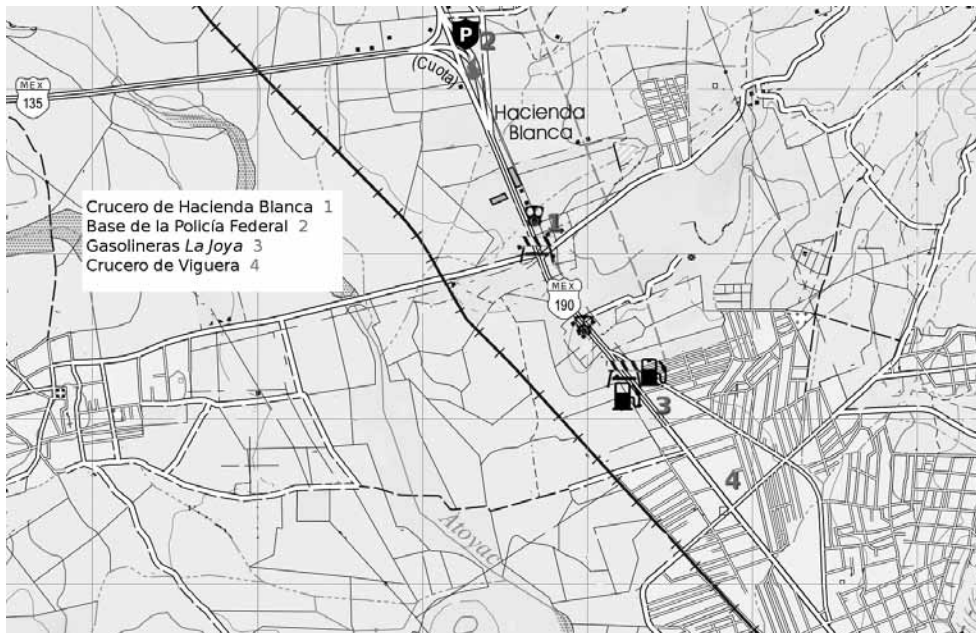 P
2
(Cuota)
MEX
135
Hacienda
Blanca
Crucero de Hacienda Blanca 1
Base de la Policía Federal 2
Gasolineras La Joya 3
Crucero de Viguera 4
1
MEX
190
3
4
Atoyac